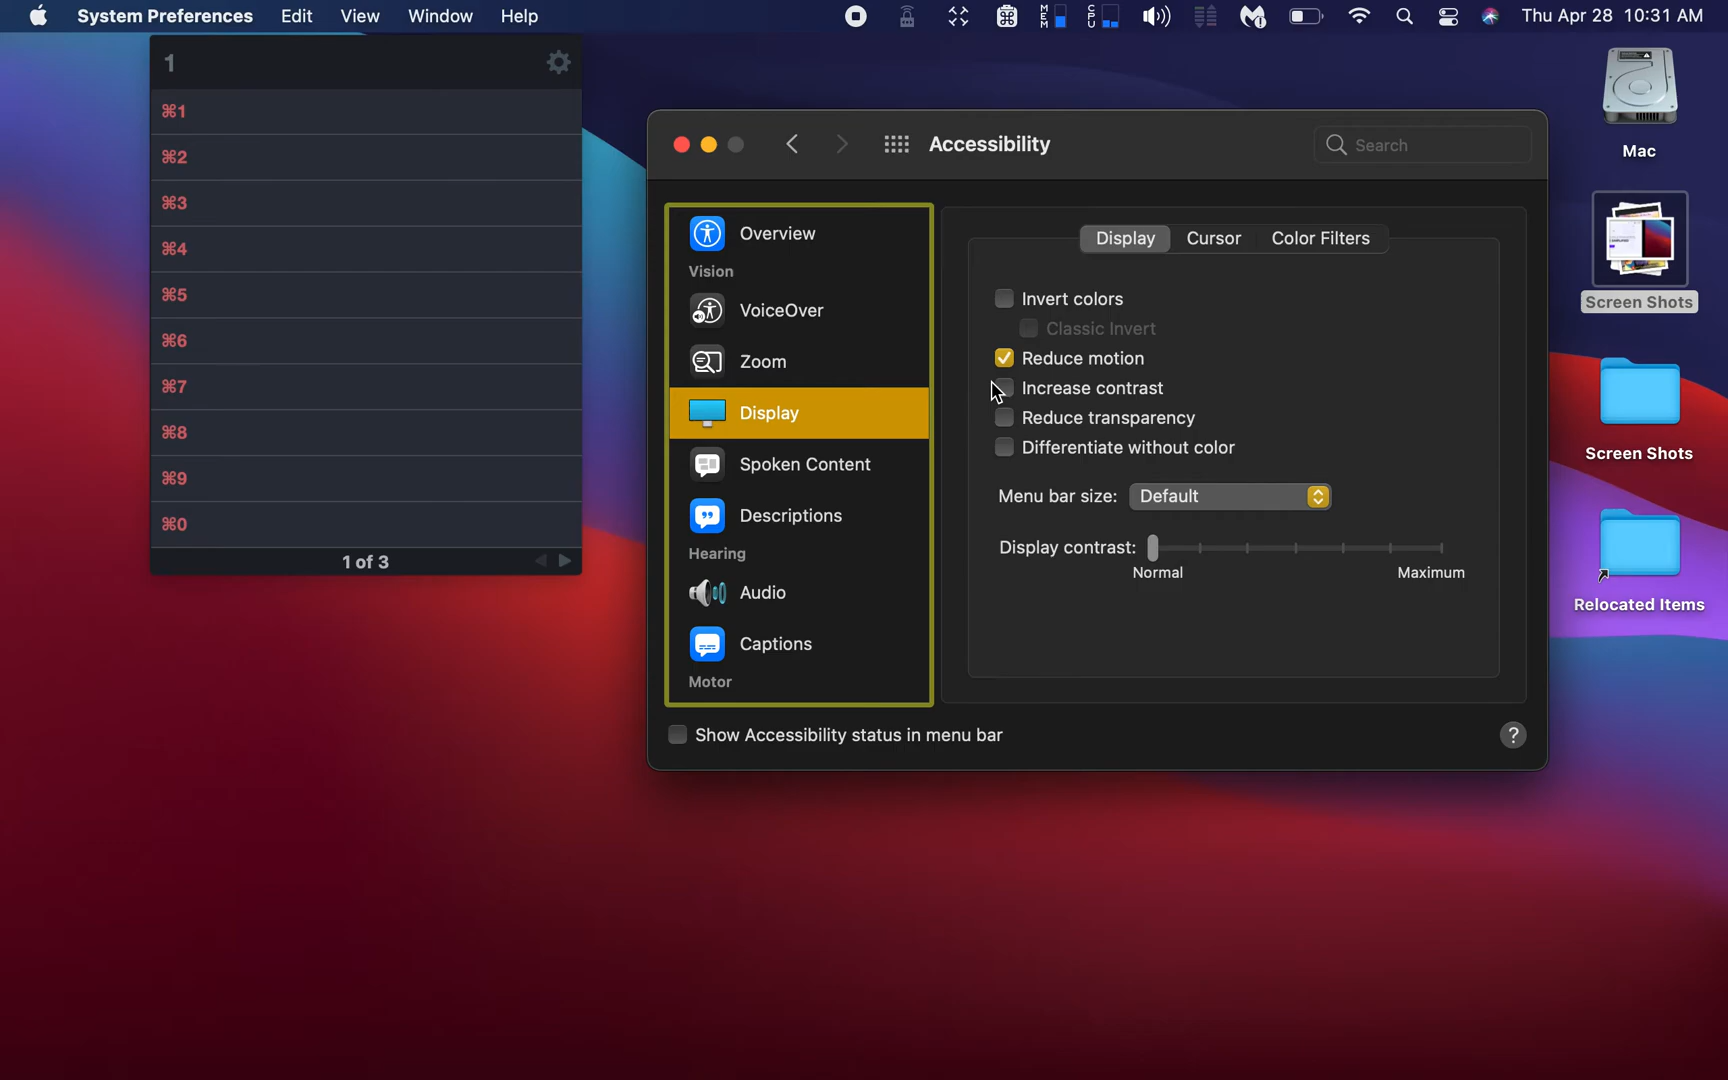 System Preferences Edit View Window Help MEM CPU Thu Apr 28 10:31 AM
1
⌘1
⌘2
⌘3
⌘4
⌘5
⌘6
⌘7
⌘8
⌘9
⌘0
1 of 3
Accessibility
Search
Overview
Vision
VoiceOver
Zoom
Display
Spoken Content
Descriptions
Hearing
Audio
Captions
Motor
Display Cursor Color Filters
Invert colors
Classic Invert
Reduce motion
Increase contrast
Reduce transparency
Differentiate without color
Menu bar size: Default
Display contrast:
Normal Maximum
Show Accessibility status in menu bar
?
Mac
Screen Shots
Screen Shots
Relocated Items